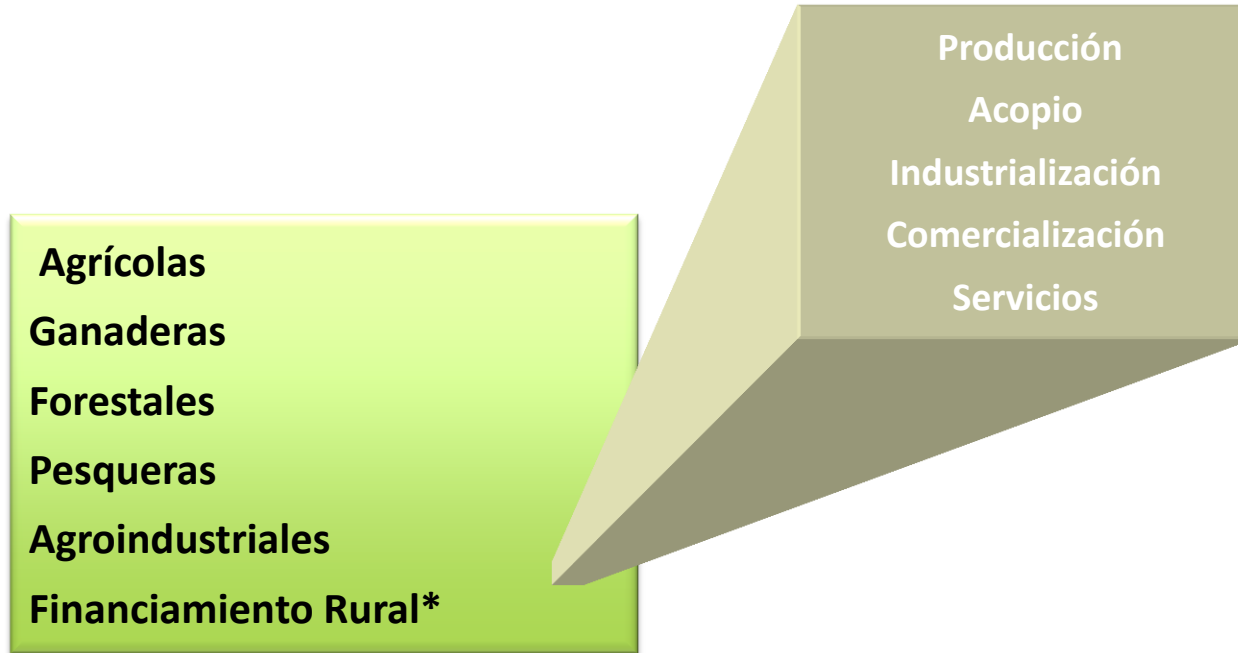 Producción
Acopio
Industrialización
Comercialización
Servicios
Agrícolas
Ganaderas
Forestales
Pesqueras
Agroindustriales
Financiamiento Rural*